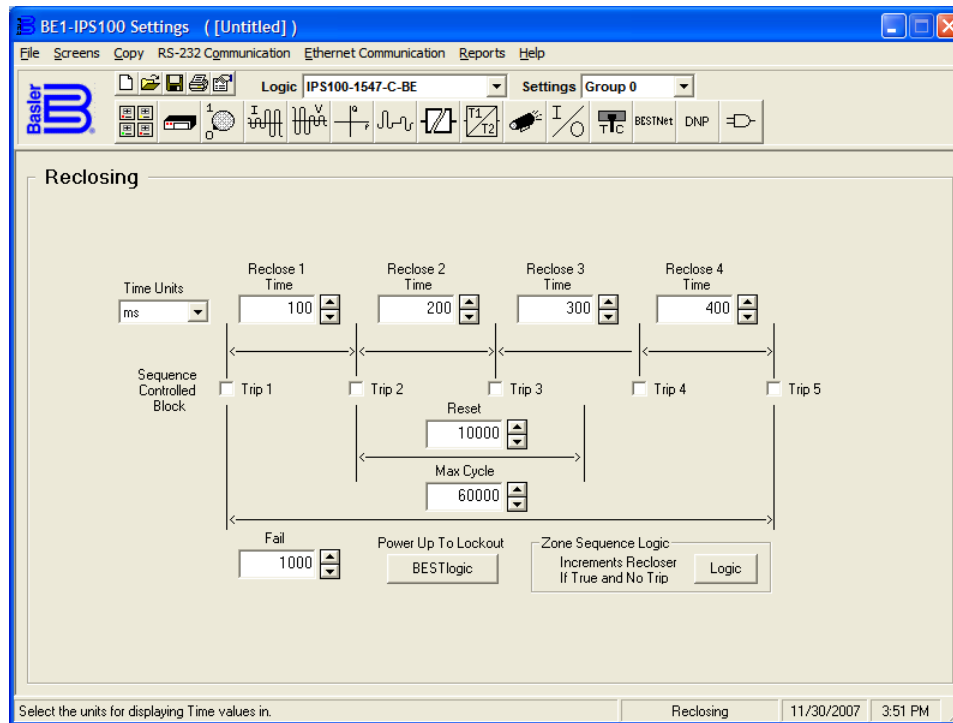 BE1-IPS100 Settings ( [Untitled] )
File Screens Copy RS-232 Communication Ethernet Communication Reports Help
Basler
Logic IPS100-1547-C-BE Settings Group 0
1 0 I V T1 T2 I O T C BESTNet DNP
Reclosing
Reclose 1 Time
Reclose 2 Time
Reclose 3 Time
Reclose 4 Time
Time Units
ms 100 200 300 400
Sequence Controlled Block
Trip 1 Trip 2 Trip 3 Trip 4 Trip 5
Reset
10000
Max Cycle
60000
Fail
1000
Power Up To Lockout
BESTlogic
Zone Sequence Logic
Increments Recloser
If True and No Trip
Logic
Select the units for displaying Time values in. Reclosing 11/30/2007 3:51 PM